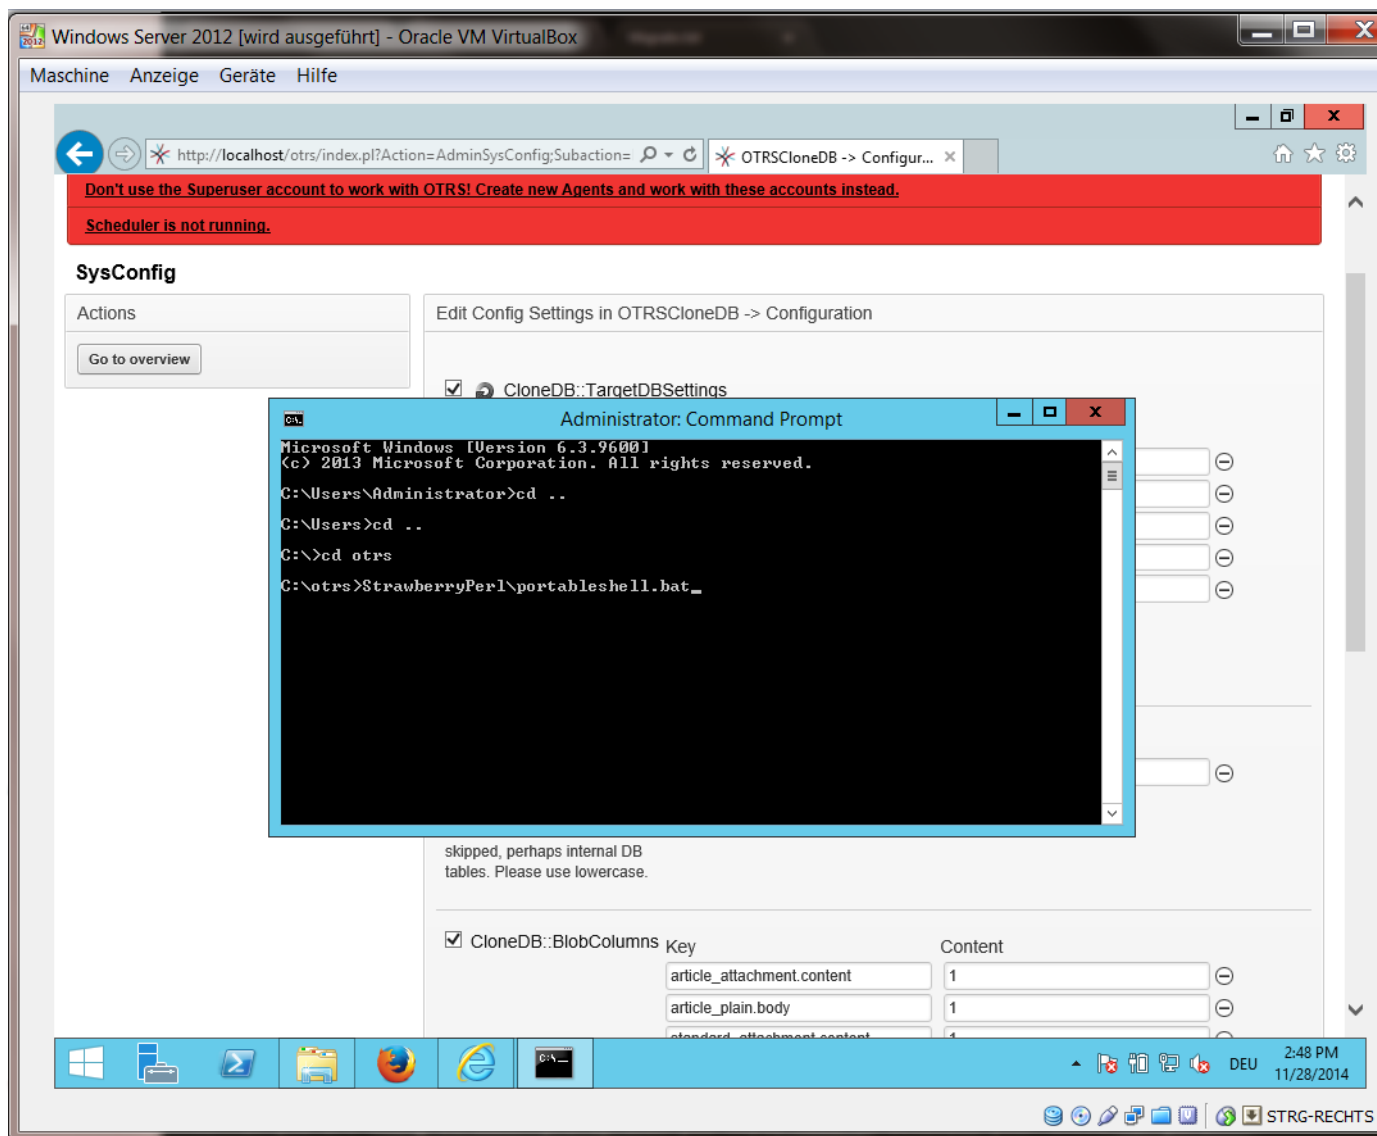 Windows Server 2012 [wird ausgeführt] - Oracle VM VirtualBox
Maschine Anzeige Geräte Hilfe
http://localhost/otrs/index.pl?Action=AdminSysConfig;Subaction=
OTRSCloneDB -> Configur...
Don't use the Superuser account to work with OTRS! Create new Agents and work with these accounts instead.
Scheduler is not running.
SysConfig
Actions
Go to overview
Edit Config Settings in OTRSCloneDB -> Configuration
CloneDB::TargetDBSettings
Administrator: Command Prompt
Microsoft Windows [Version 6.3.9600]
(c) 2013 Microsoft Corporation. All rights reserved.
C:\Users\Administrator>cd ..
C:\Users>cd ..
C:\>cd otrs
C:\otrs>StrawberryPerl\portableshell.bat_
skipped, perhaps internal DB
tables. Please use lowercase.
CloneDB::BlobColumns
Key Content
article_attachment.content 1
article_plain.body 1
standard_attachment.content 1
DEU
2:48 PM
11/28/2014
STRG-RECHTS